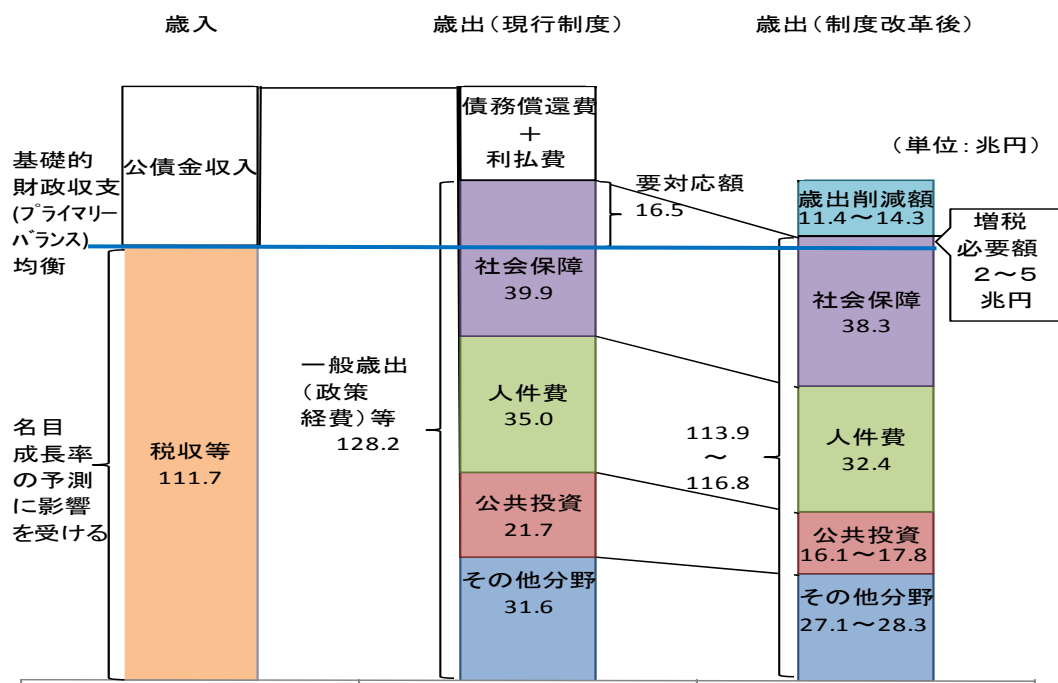 歳入
歳出(現行制度)
歳出(制度改革後)
(単位:兆円)
基礎的
財政収支
(プライマリー
バランス)
均衡
公債金収入
税収等
111.7
名目
成長率
の予測
に影響
を受ける
債務償還費
+
利払費
要対応額
16.5
社会保障
39.9
一般歳出
(政策
経費)等
128.2
人件費
35.0
公共投資
21.7
その他分野
31.6
歳出削減額
11.4~14.3
増税
必要額
2~5
兆円
社会保障
38.3
113.9
~
116.8
人件費
32.4
公共投資
16.1~17.8
その他分野
27.1~28.3